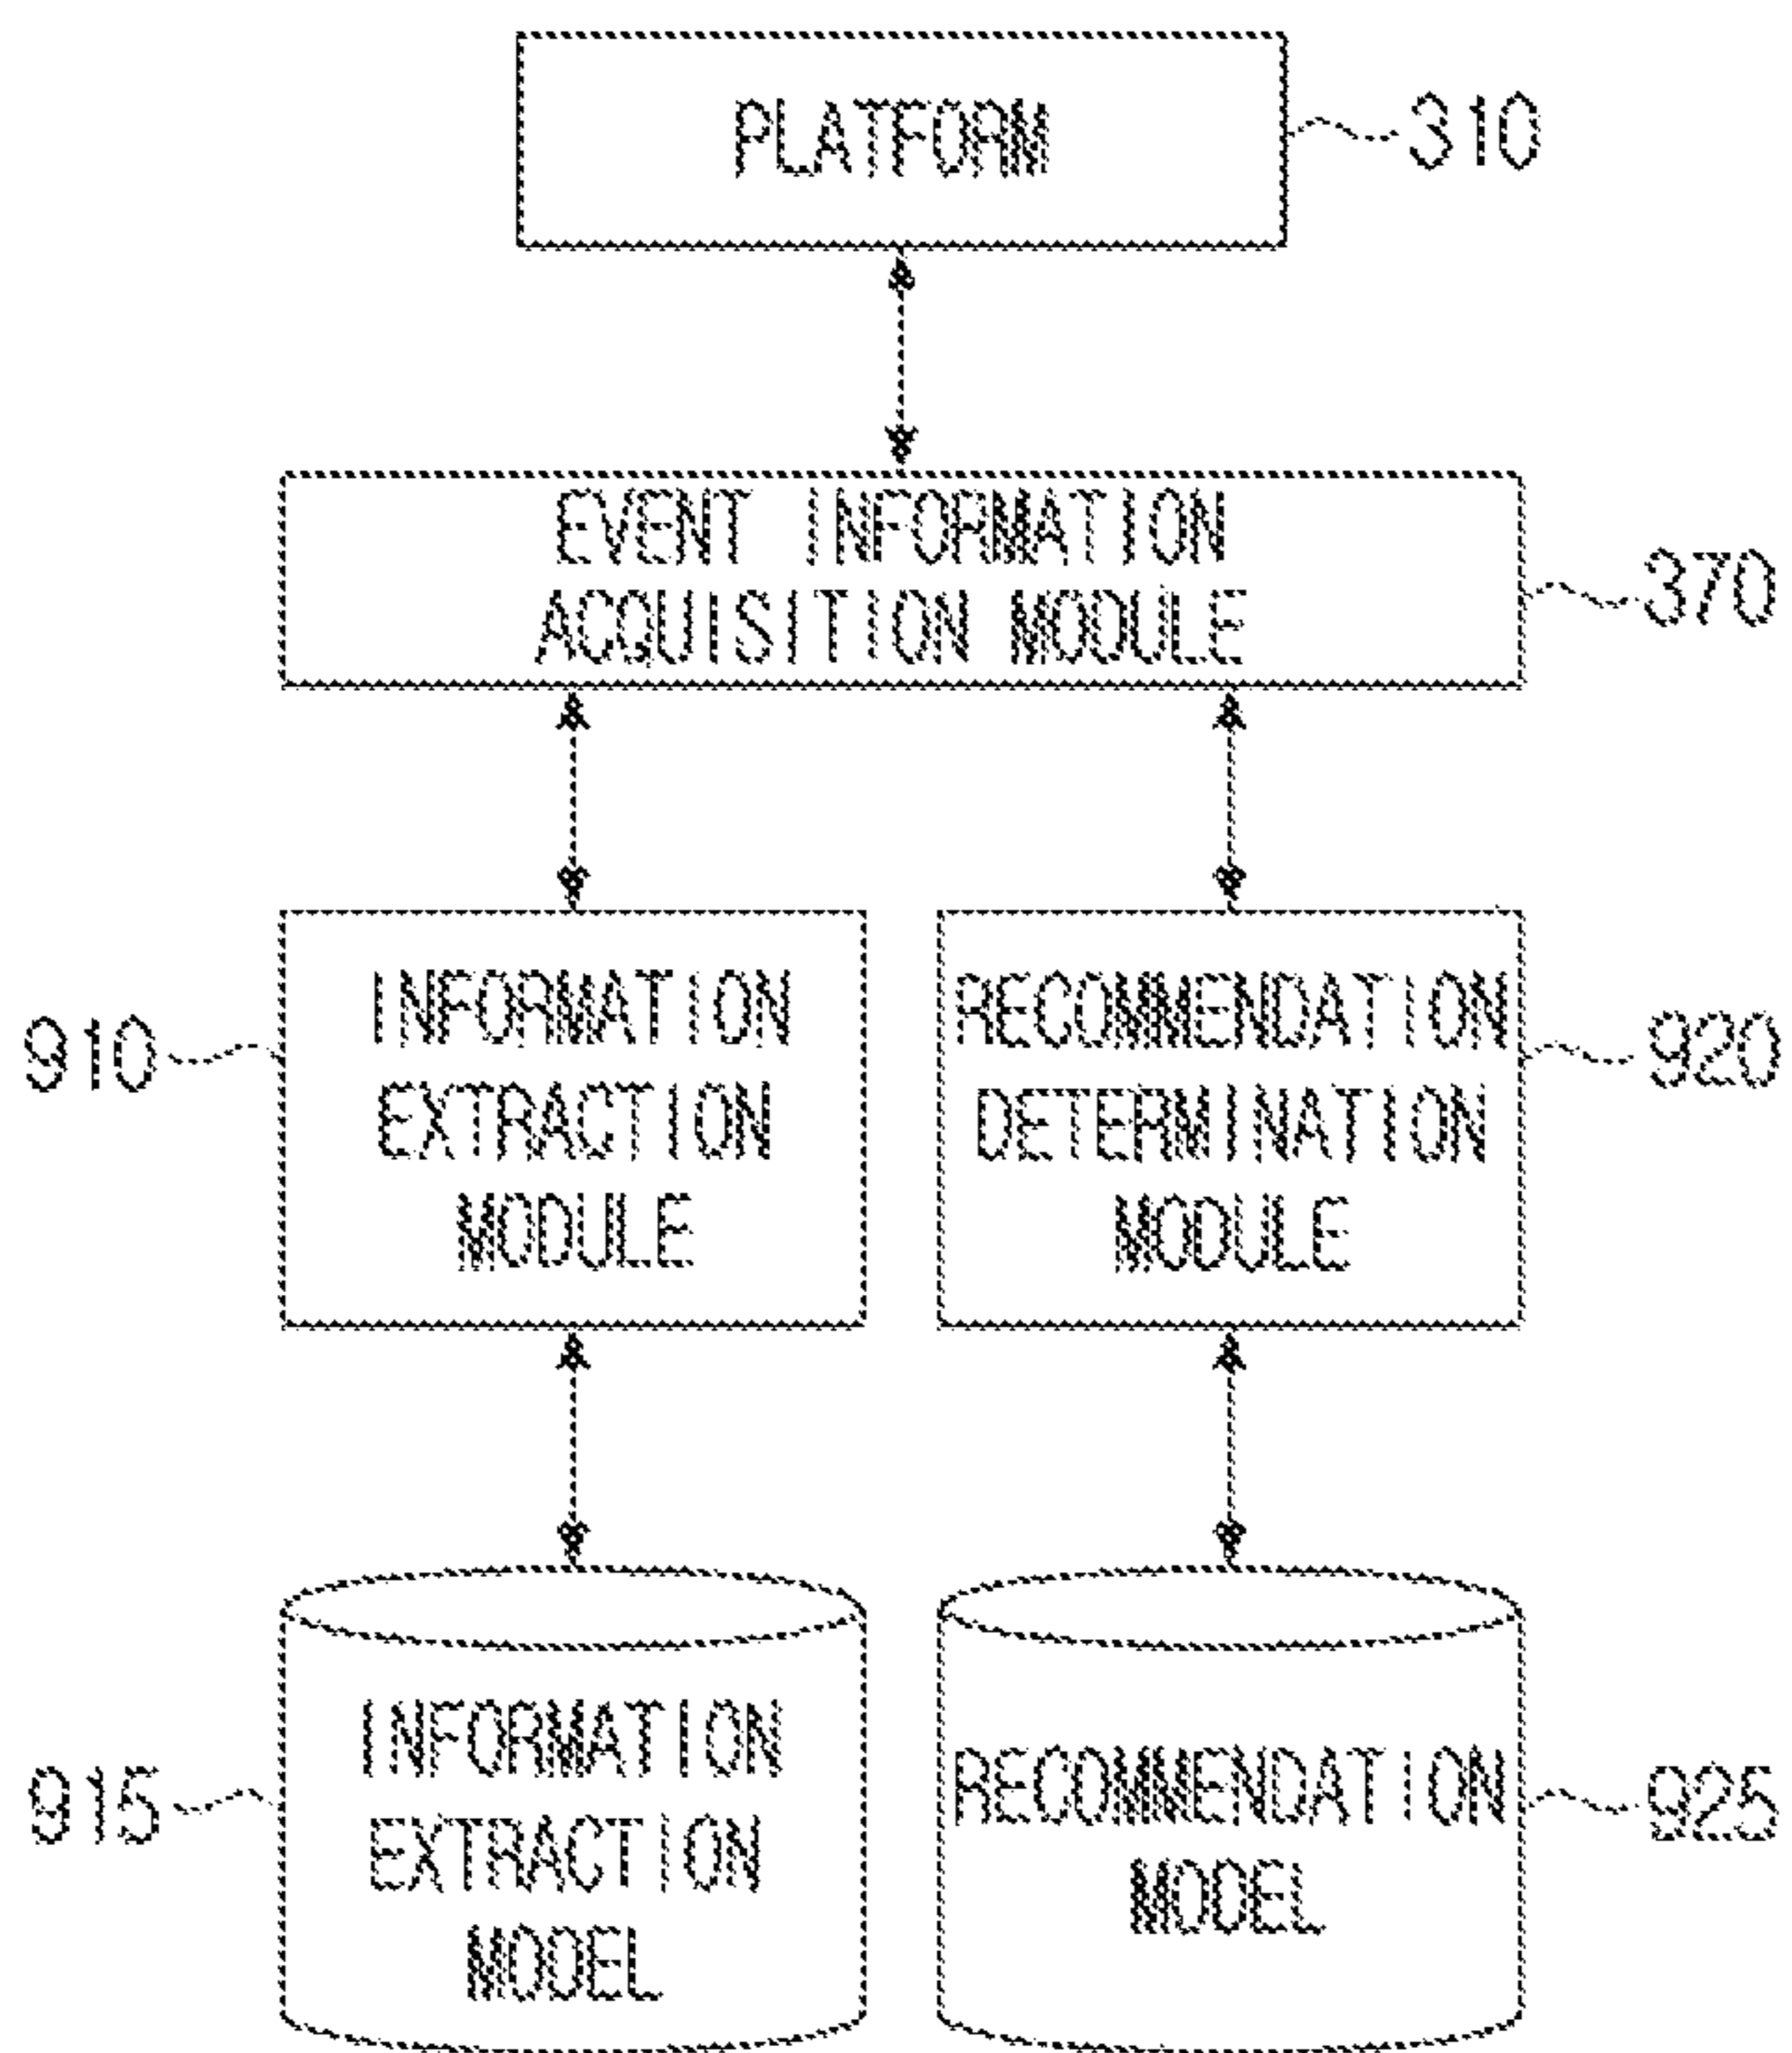 PLATFORM
310
EVENT INFORMATION
ACQUISITION MODULE
370
INFORMATION
EXTRACTION
MODULE
910
RECOMMENDATION
DETERMINATION
MODULE
920
INFORMATION
EXTRACTION
MODEL
915
RECOMMENDATION
MODEL
925